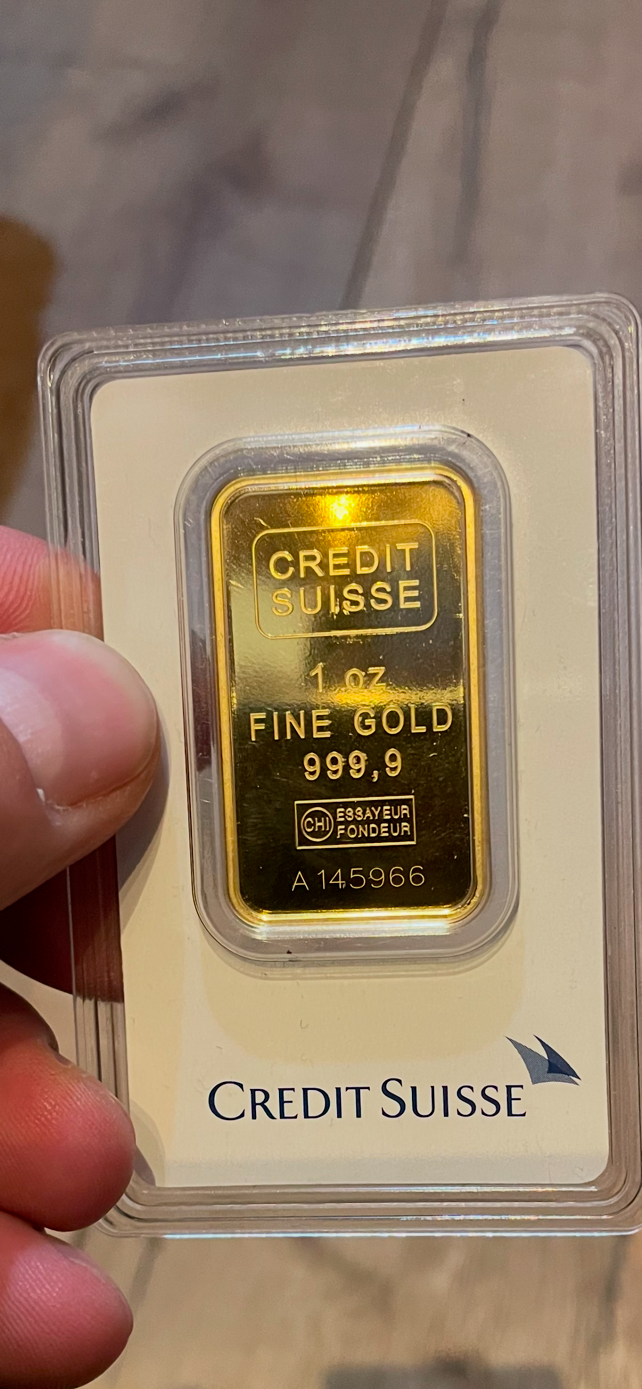 CREDIT
SUISSE
1 oz
FINE GOLD
999,9
CHI ESSAYEUR
FONDEUR
A 145966
CREDIT SUISSE